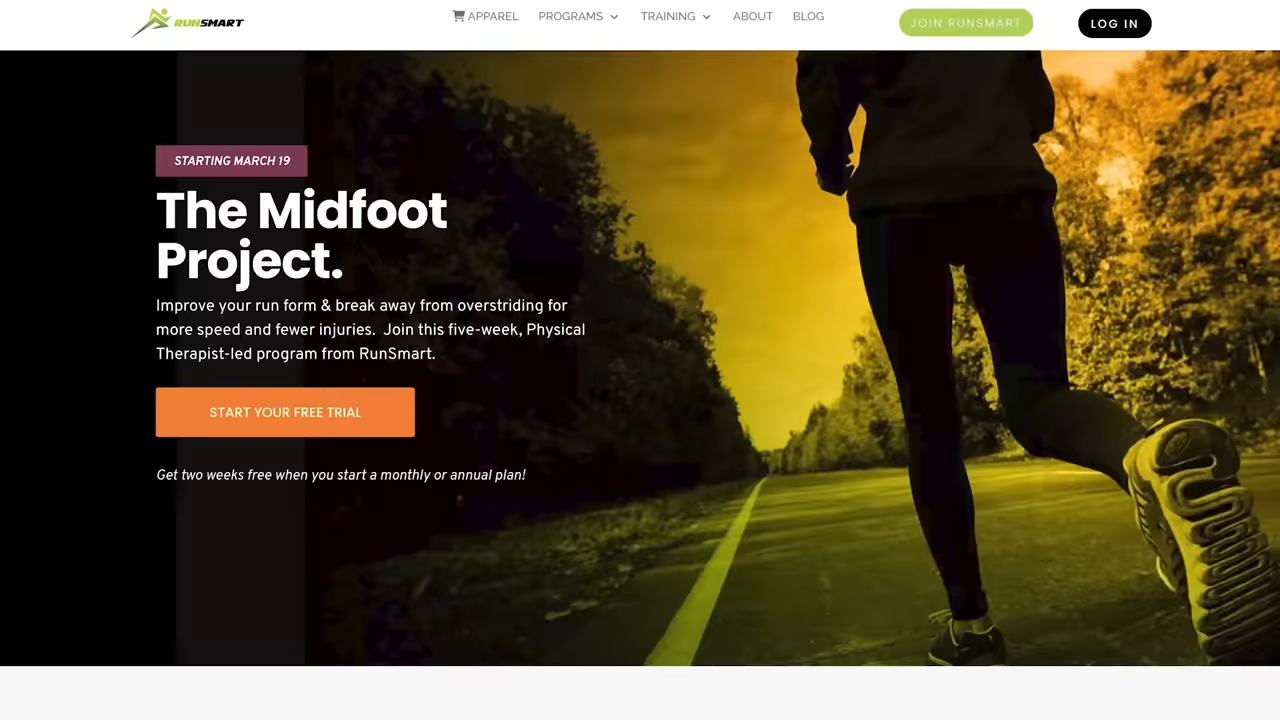 RUNSMART
APPAREL
PROGRAMS
TRAINING
ABOUT
BLOG
JOIN RUNSMART
LOG IN
STARTING MARCH 19
The Midfoot
Project.
Improve your run form & break away from overstriding for
more speed and fewer injuries. Join this five-week, Physical
Therapist-led program from RunSmart.
START YOUR FREE TRIAL
Get two weeks free when you start a monthly or annual plan!